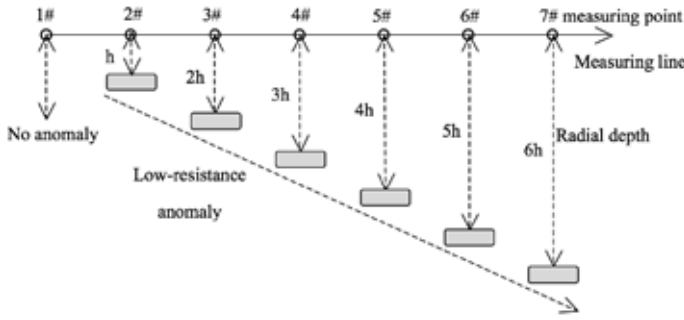 1# 2# 3# 4# 5# 6# 7# measuring point
Measuring line
h
2h
3h
4h
5h
6h
No anomaly
Radial depth
Low-resistance
anomaly